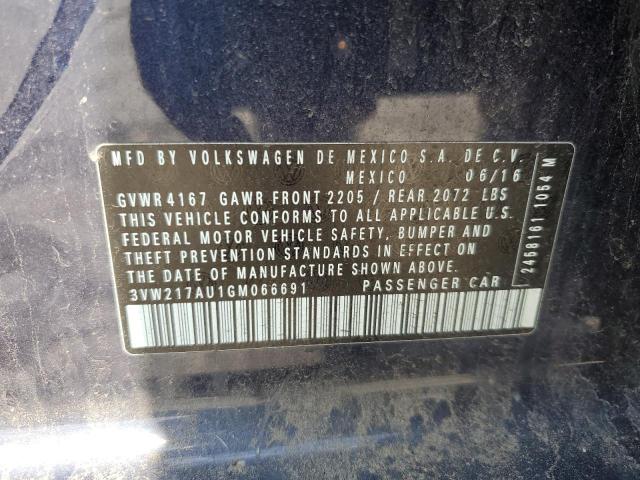 MFD BY VOLKSWAGEN DE MEXICO S.A. DE C.V.
MEXICO 06/16
GVWR 4167 GAWR FRONT 2205 / REAR 2072 LBS
THIS VEHICLE CONFORMS TO ALL APPLICABLE U.S.
FEDERAL MOTOR VEHICLE SAFETY, BUMPER AND
THEFT PREVENTION STANDARDS IN EFFECT ON
THE DATE OF MANUFACTURE SHOWN ABOVE.
3VW217AU1GM066691 PASSENGER CAR
2458161 1054 M